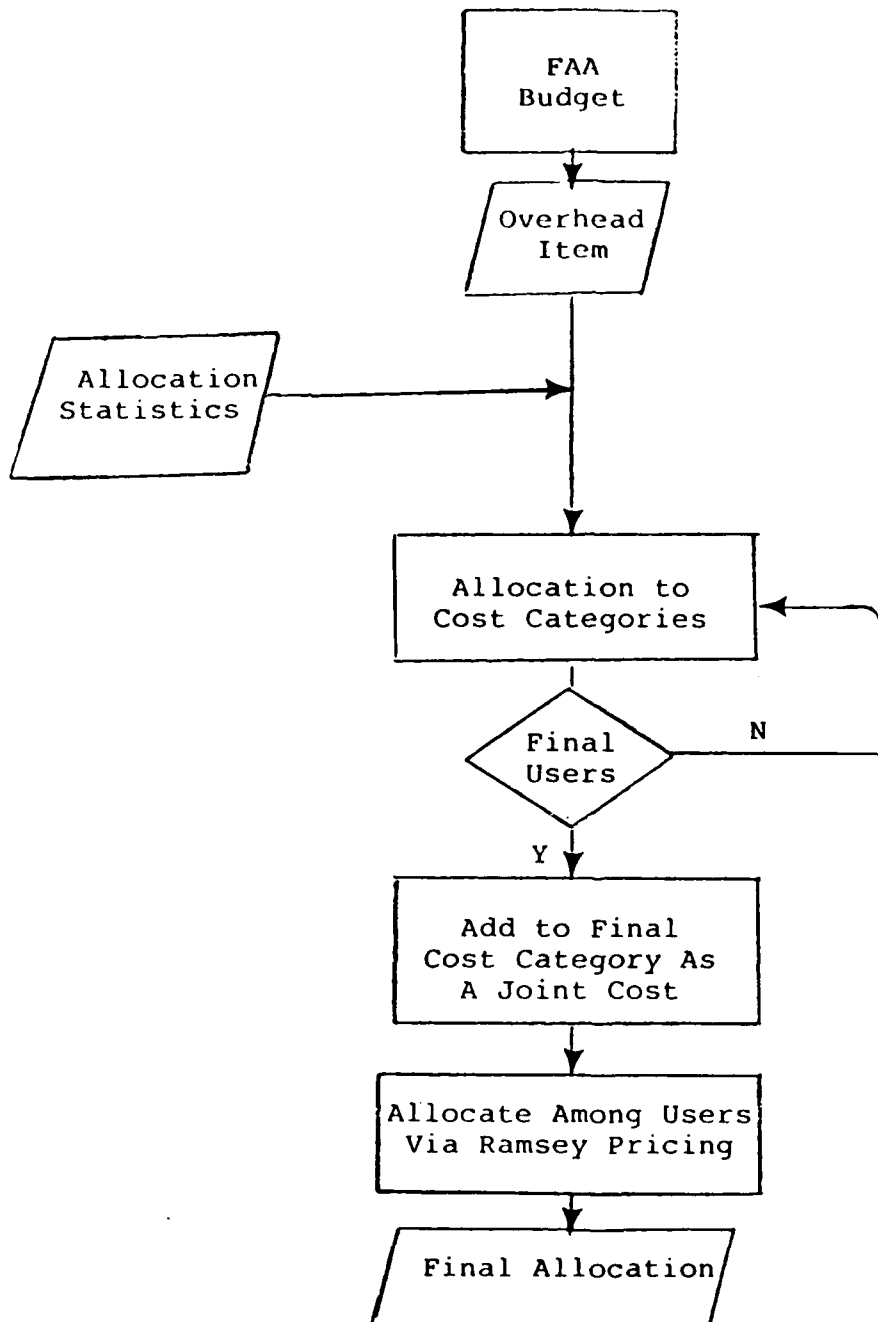 FAA
Budget
Overhead
Item
Allocation
Statistics
Allocation to
Cost Categories
Final
Users
N
Y
Add to Final
Cost Category As
A Joint Cost
Allocate Among Users
Via Ramsey Pricing
Final Allocation